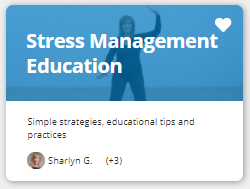 Stress Management
Education
Simple strategies, educational tips and
practices
Sharlyn G. (+3)